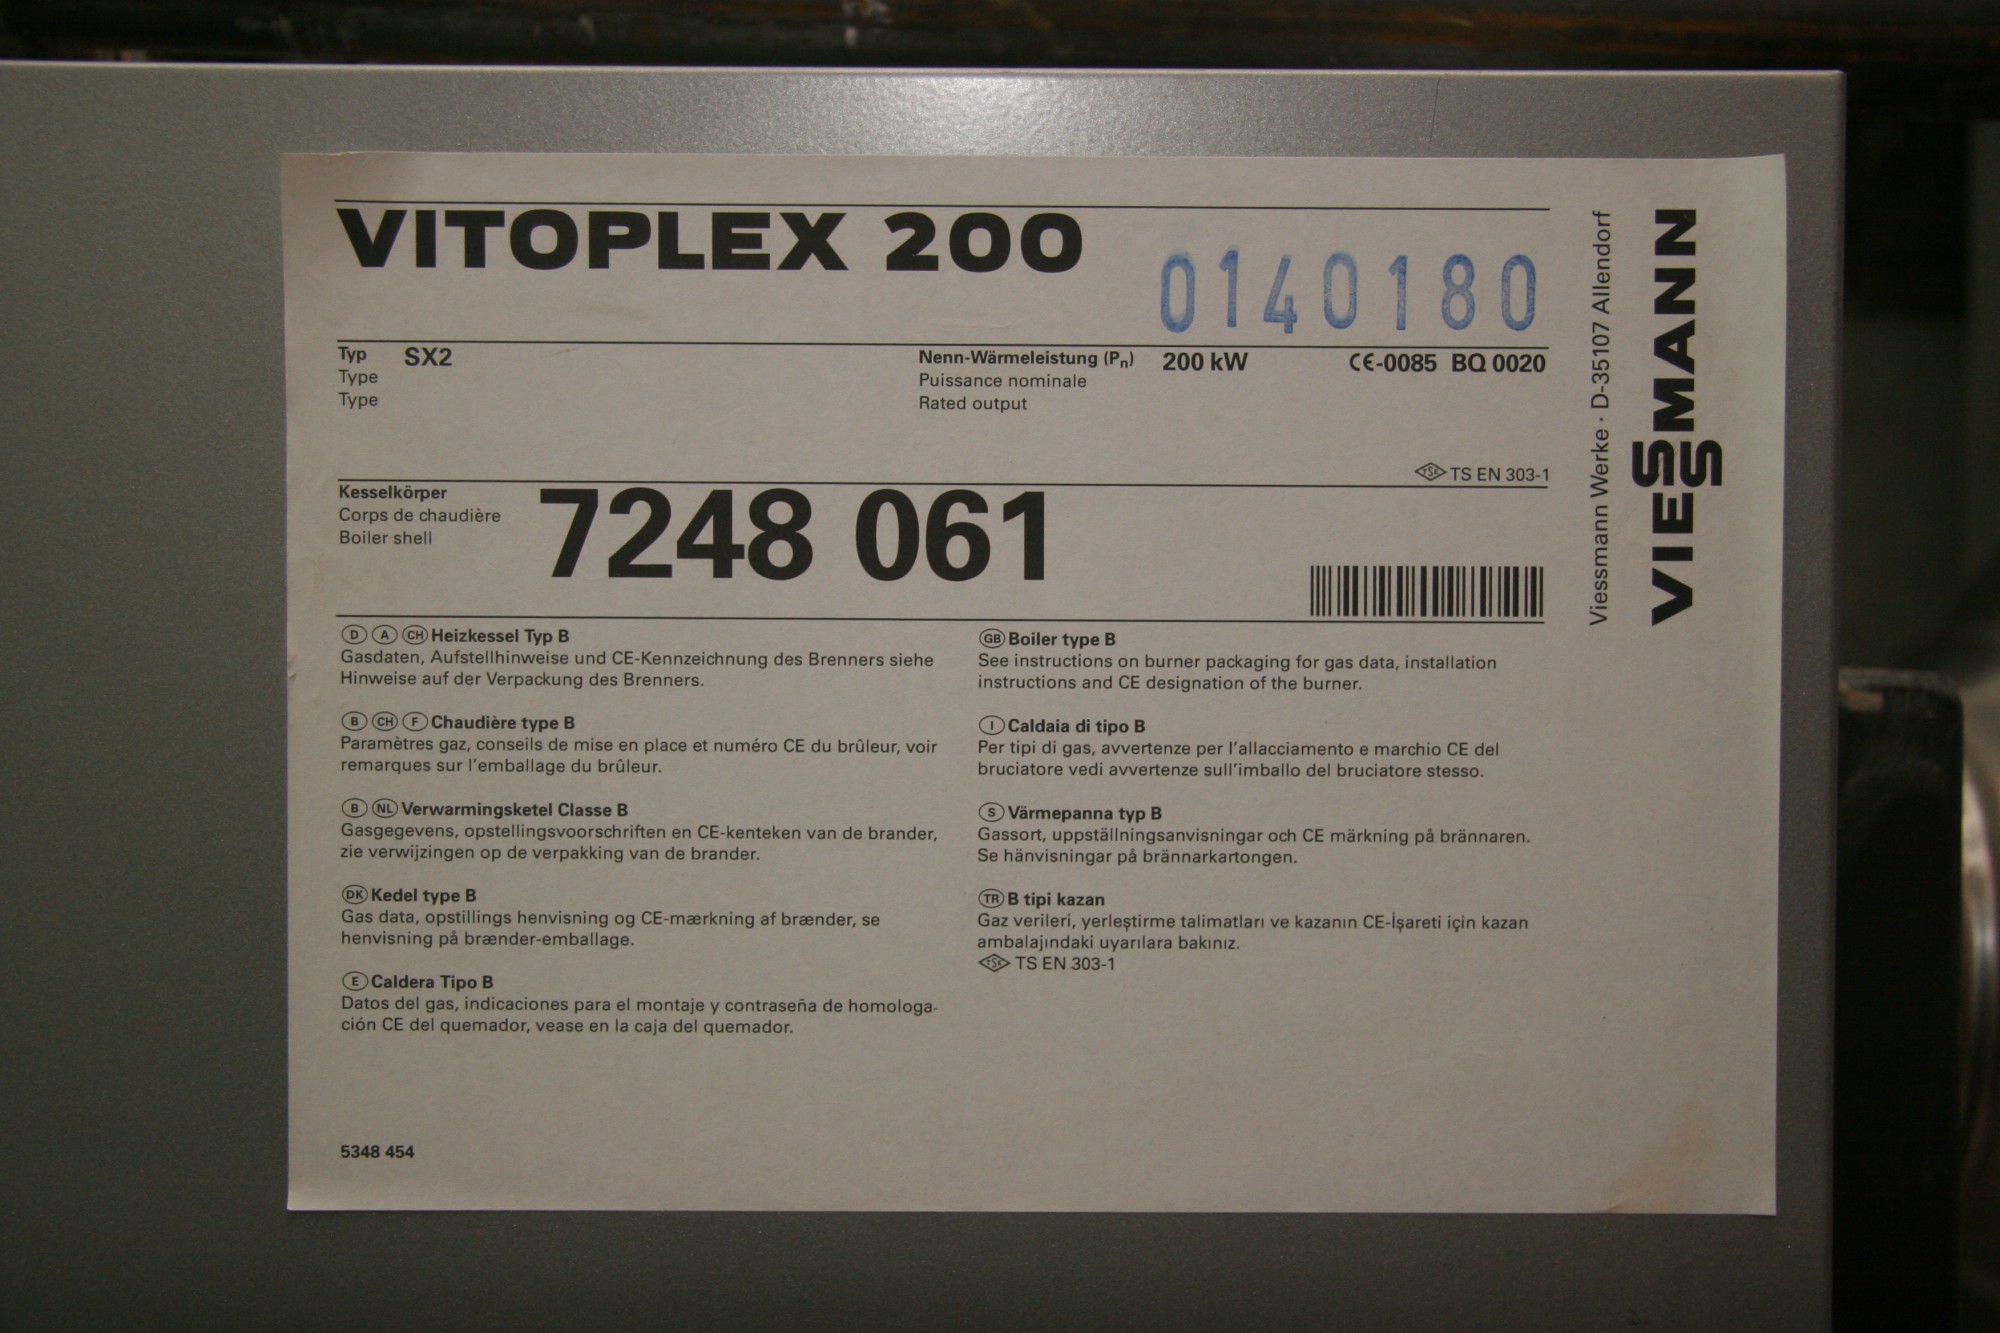 VITOPLEX 200
0140180
Typ SX2
Type
Type
Nenn-Wärmeleistung (Pn) 200 kW CE-0085 BQ 0020
Puissance nominale
Rated output
TSE TS EN 303-1
Kesselkörper
Corps de chaudière
Boiler shell
7248 061
D A CH Heizkessel Typ B
Gasdaten, Aufstellhinweise und CE-Kennzeichnung des Brenners siehe
Hinweise auf der Verpackung des Brenners.
B CH F Chaudière type B
Paramètres gaz, conseils de mise en place et numéro CE du brûleur, voir
remarques sur l'emballage du brûleur.
B NL Verwarmingsketel Classe B
Gasgegevens, opstellingsvoorschriften en CE-kenteken van de brander,
zie verwijzingen op de verpakking van de brander.
DK Kedel type B
Gas data, opstillings henvisning og CE-mærkning af brænder, se
henvisning på brænder-emballage.
E Caldera Tipo B
Datos del gas, indicaciones para el montaje y contraseña de homologa-
ción CE del quemador, vease en la caja del quemador.
GB Boiler type B
See instructions on burner packaging for gas data, installation
instructions and CE designation of the burner.
I Caldaia di tipo B
Per tipi di gas, avvertenze per l'allacciamento e marchio CE del
bruciatore vedi avvertenze sull'imballo del bruciatore stesso.
S Värmepanna typ B
Gassort, uppställningsanvisningar och CE märkning på brännaren.
Se hänvisningar på brännarkartongen.
TR B tipi kazan
Gaz verileri, yerleştirme talimatları ve kazanın CE-İşareti için kazan
ambalajındaki uyarılara bakınız.
TSE TS EN 303-1
5348 454
Viessmann Werke · D-35107 Allendorf
VIESSMANN